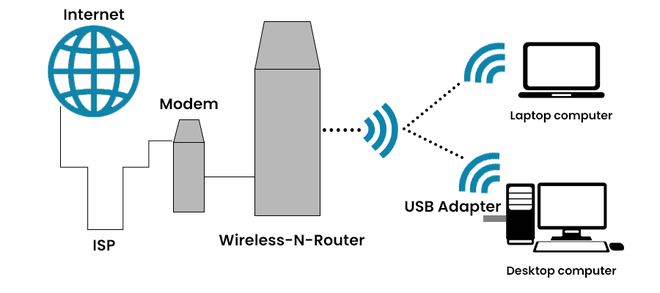 Internet
Modem
Laptop computer
USB Adapter
Wireless-N-Router
ISP
Desktop computer